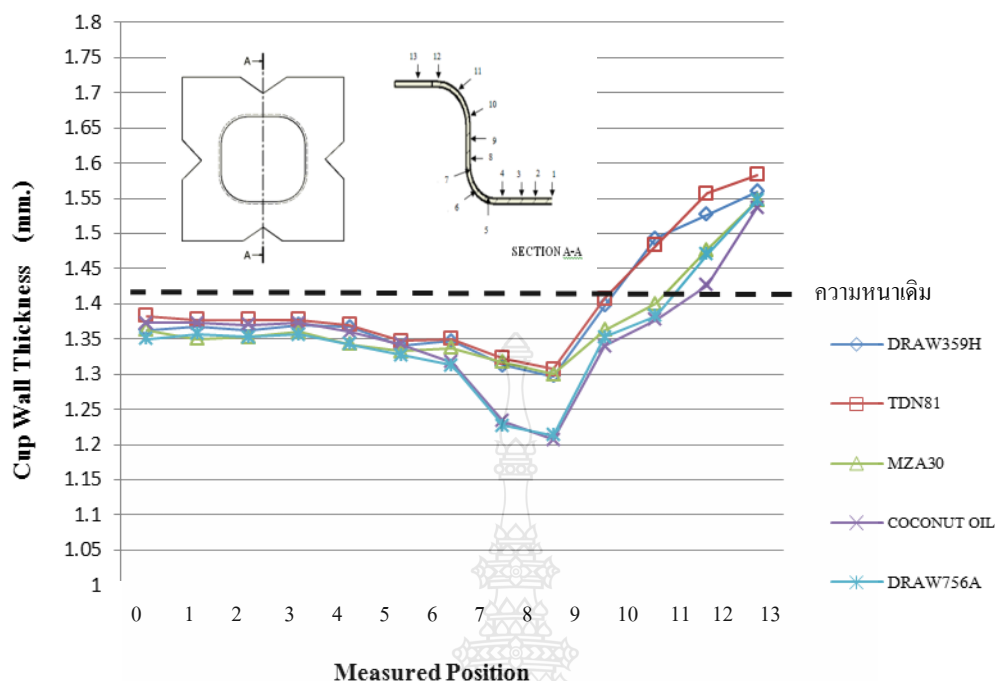 1.8
1.75
1.7
1.65
1.6
1.55
1.5
1.45
1.4
1.35
1.3
1.25
1.2
1.15
1.1
1.05
1
Cup Wall Thickness (mm.)
A
A
13
12
11
10
9
8
7
6
5
4
3
2
1
SECTION A-A
ความหนาเดิม
DRAW359H
TDN81
MZA30
COCONUT OIL
DRAW756A
0 1 2 3 4 5 6 7 8 9 10 11 12 13
Measured Position